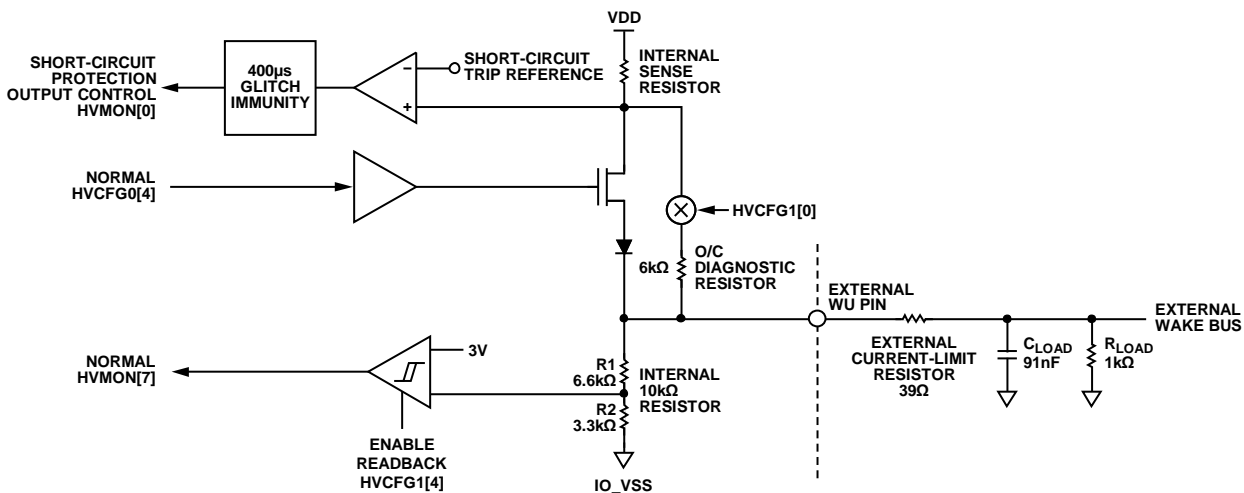 VDD
SHORT-CIRCUIT
PROTECTION
OUTPUT CONTROL
HVMON[0]
400µs
GLITCH
IMMUNITY
–
+
SHORT-CIRCUIT
TRIP REFERENCE
INTERNAL
SENSE
RESISTOR
NORMAL
HVCFG0[4]
HVCFG1[0]
6kΩ
O/C
DIAGNOSTIC
RESISTOR
EXTERNAL
WU PIN
EXTERNAL
WAKE BUS
EXTERNAL
CURRENT-LIMIT
RESISTOR
39Ω
CLOAD
91nF
RLOAD
1kΩ
NORMAL
HVMON[7]
3V
R1
6.6kΩ
R2
3.3kΩ
INTERNAL
10kΩ
RESISTOR
ENABLE
READBACK
HVCFG1[4]
IO_VSS